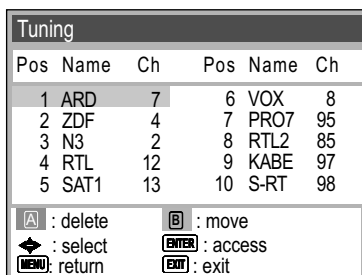 Tuning
Pos Name Ch Pos Name Ch
1 ARD 7 6 VOX 8
2 ZDF 4 7 PRO7 95
3 N3 2 8 RTL2 85
4 RTL 12 9 KABE 97
5 SAT1 13 10 S-RT 98
A : delete B : move
: select ENTER : access
MENU : return EXIT : exit